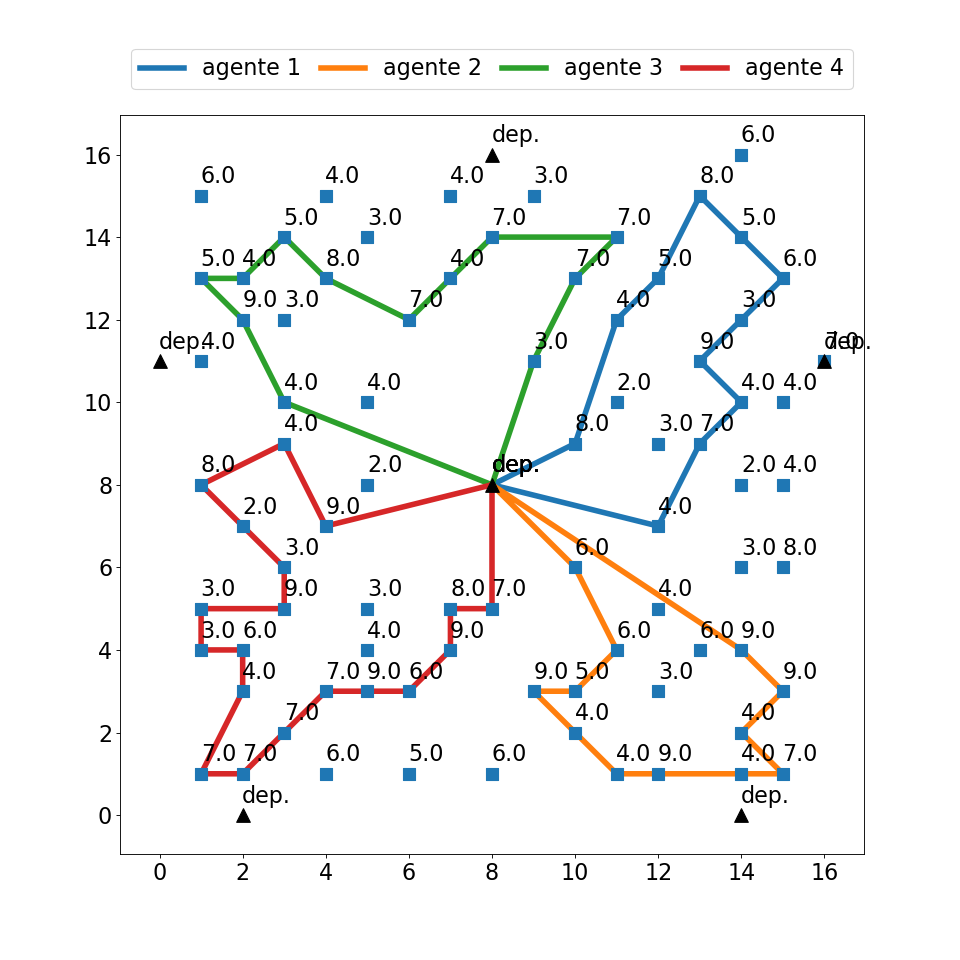 agente 1 agente 2 agente 3 agente 4
6.0
dep.
16
6.0 4.0 4.0 3.0 8.0
5.0 3.0 7.0 7.0 5.0
14
5.0 4.0 8.0 4.0 7.0 5.0 6.0
9.0 3.0 7.0 4.0 3.0
12
dep. 4.0 3.0 9.0 7.0 dep.
4.0 4.0 2.0 4.0 4.0
10
4.0 8.0 3.0 7.0
8.0 2.0 dep. 2.0 4.0
8
2.0 9.0 4.0
3.0 6.0 3.0 8.0
6
3.0 9.0 3.0 8.0 7.0 4.0
3.0 6.0 4.0 9.0 6.0 6.0 9.0
4
4.0 7.0 9.0 6.0 9.0 5.0 3.0 9.0
7.0 4.0 4.0
2
7.0 7.0 6.0 5.0 6.0 4.0 9.0 4.0 7.0
dep. dep.
0
0 2 4 6 8 10 12 14 16